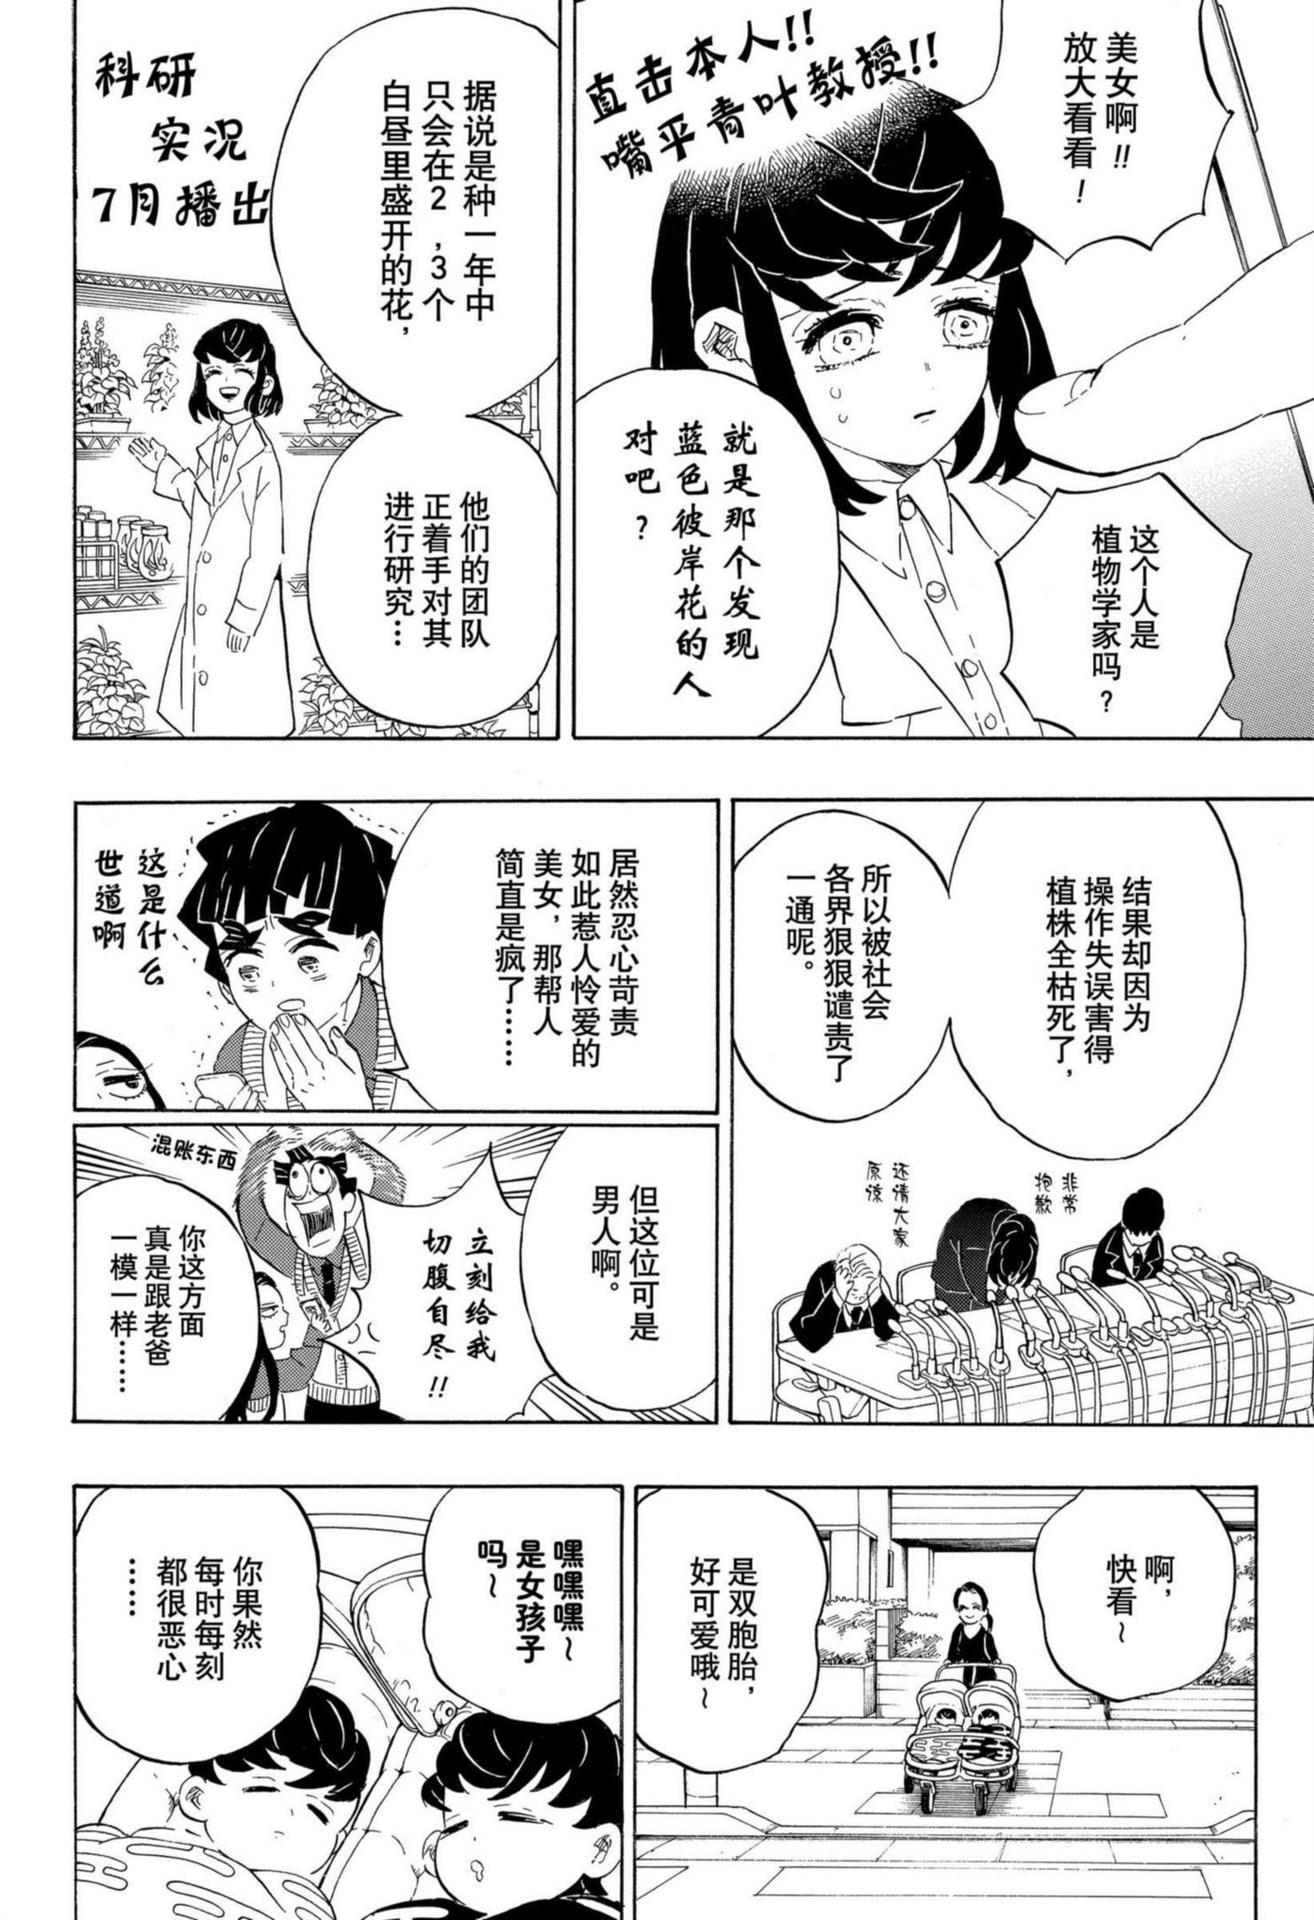 美女啊!!
放大看看!
直击本人!!
嘴平青叶教授!!
这个人是
植物学家吗?
就是那个发现
蓝色彼岸花的人
对吧?
据说是种一年中
只会在2,3个
白昼里盛开的花,
他们的团队
正着手对其
进行研究…
科研
实况
7月播出
结果却因为
操作失误害得
植株全枯死了,
所以被社会
各界狠狠谴责了
一通呢。
非常
抱歉
还请大家
原谅
居然忍心苛责
如此惹人怜爱的
美女,那帮人
简直是疯了……
这是什么
世道啊
但这位可是
男人啊。
立刻给我
切腹自尽!!
混账东西
你这方面
真是跟老爸
一模一样……
啊,
快看~
是双胞胎,
好可爱哦~
嘿嘿嘿~
是女孩子
吗~
你果然
每时每刻
都很恶心
……